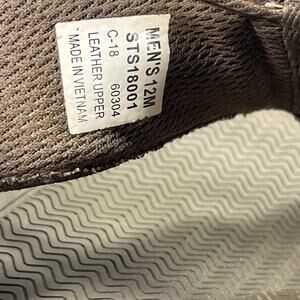 MEN'S 12M
STS18001
C-18 60304
LEATHER UPPER
MADE IN VIETNAM